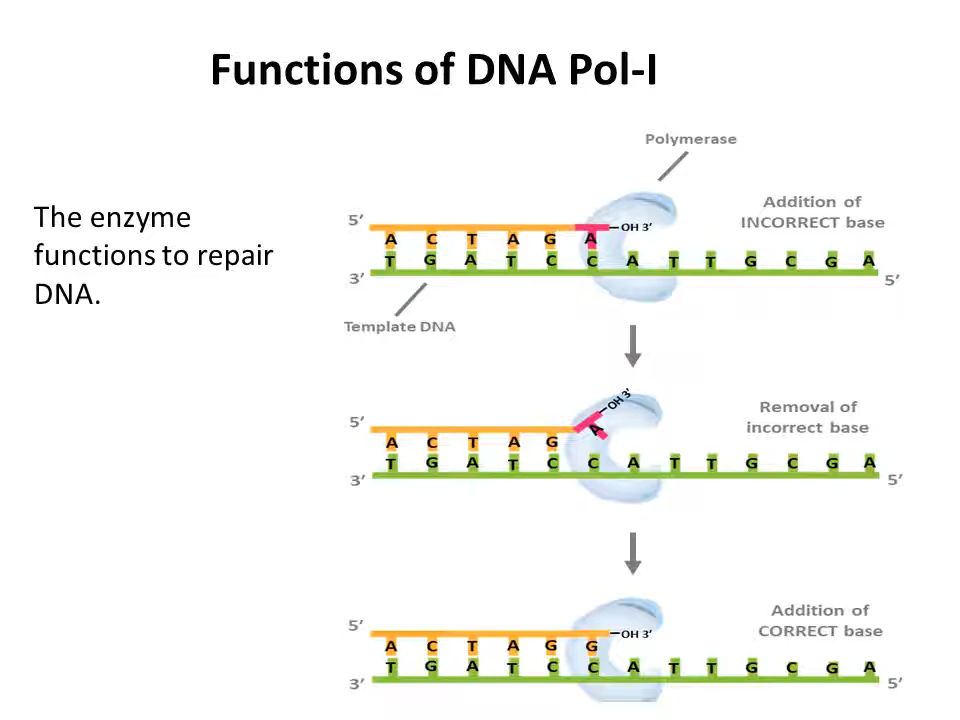 Functions of DNA Pol-I
The enzyme
functions to repair
DNA.
Polymerase
Addition of
INCORRECT base
5’
OH 3’
A C T A G A
T G A T C C A T T G C G A
3’
5’
Template DNA
Removal of
incorrect base
5’
OH 3’
A
A C T A G
T G A T C C A T T G C G A
3’
5’
Addition of
CORRECT base
5’
OH 3’
A C T A G G
T G A T C C A T T G C G A
3’
5’